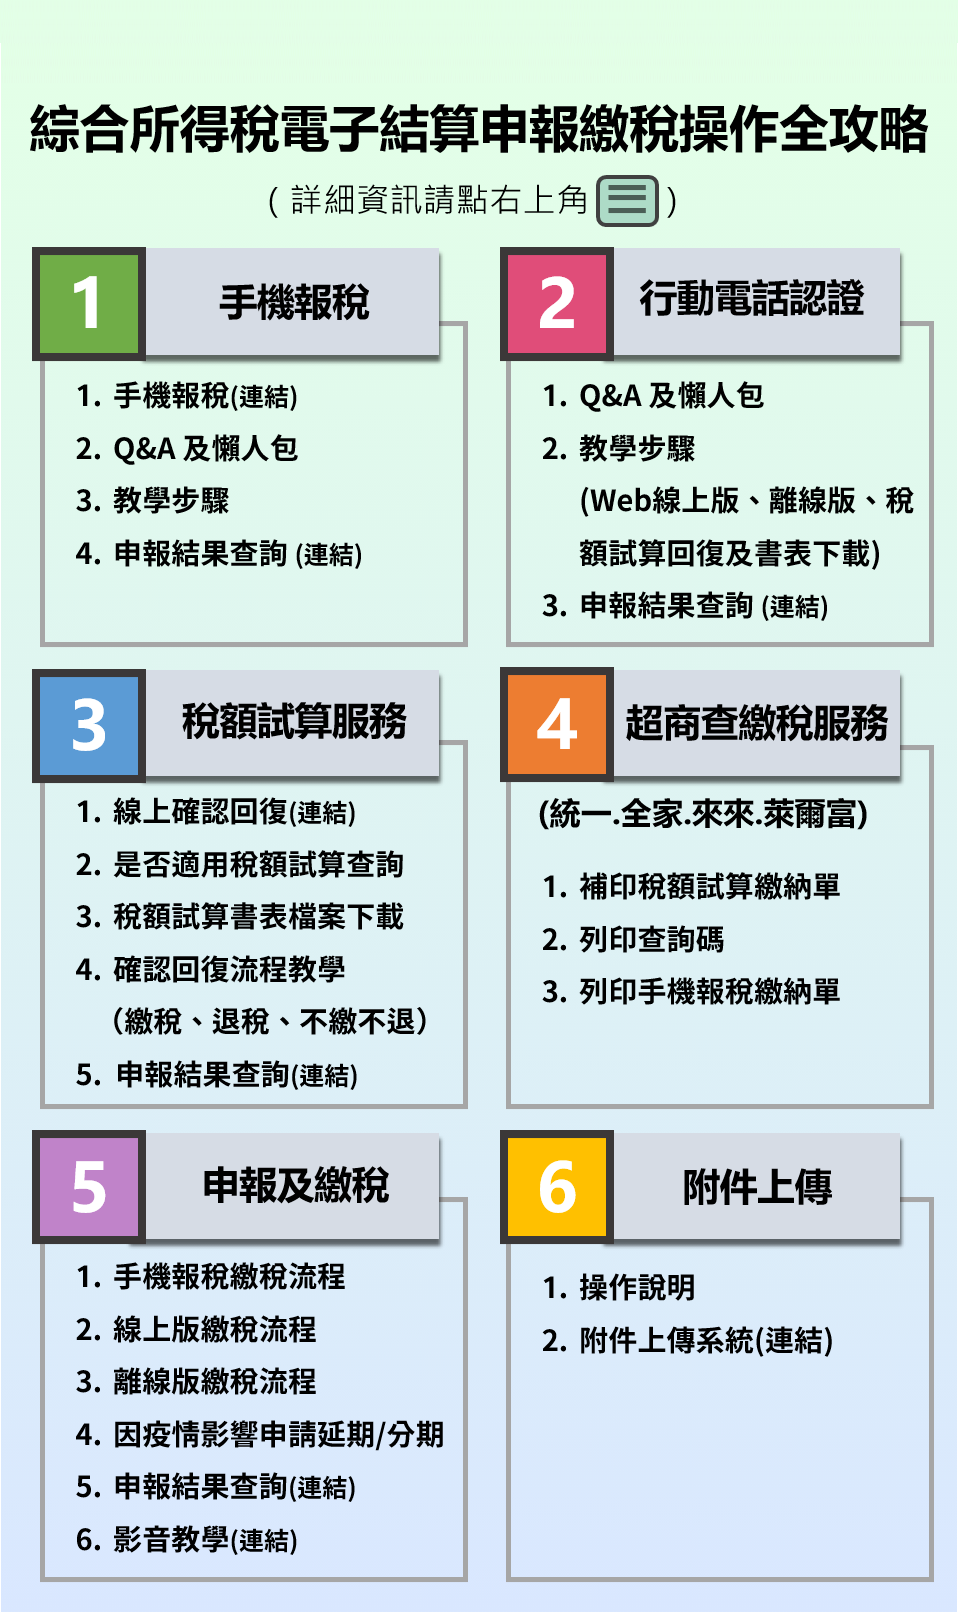 綜合所得稅電子結算申報繳稅操作全攻略
(詳細資訊請點右上角)
1
手機報稅
1. 手機報稅(連結)
2. Q&A 及懶人包
3. 教學步驟
4. 申報結果查詢 (連結)
2
行動電話認證
1. Q&A 及懶人包
2. 教學步驟
(Web線上版、離線版、稅
額試算回復及書表下載)
3. 申報結果查詢 (連結)
3
稅額試算服務
1. 線上確認回復(連結)
2. 是否適用稅額試算查詢
3. 稅額試算書表檔案下載
4. 確認回復流程教學
（繳稅、退稅、不繳不退）
5. 申報結果查詢(連結)
4
超商查繳稅服務
(統一.全家.來來.萊爾富)
1. 補印稅額試算繳納單
2. 列印查詢碼
3. 列印手機報稅繳納單
5
申報及繳稅
1. 手機報稅繳稅流程
2. 線上版繳稅流程
3. 離線版繳稅流程
4. 因疫情影響申請延期/分期
5. 申報結果查詢(連結)
6. 影音教學(連結)
6
附件上傳
1. 操作說明
2. 附件上傳系統(連結)